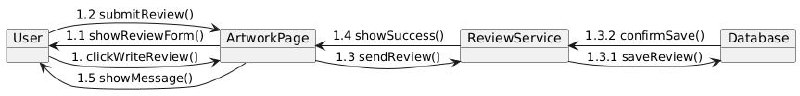 1.2 submitReview()
1.1 showReviewForm()
1.4 showSuccess()
1.3.2 confirmSave()
User
ArtworkPage
ReviewService
Database
1. clickWriteReview()
1.3 sendReview()
1.3.1 saveReview()
1.5 showMessage()